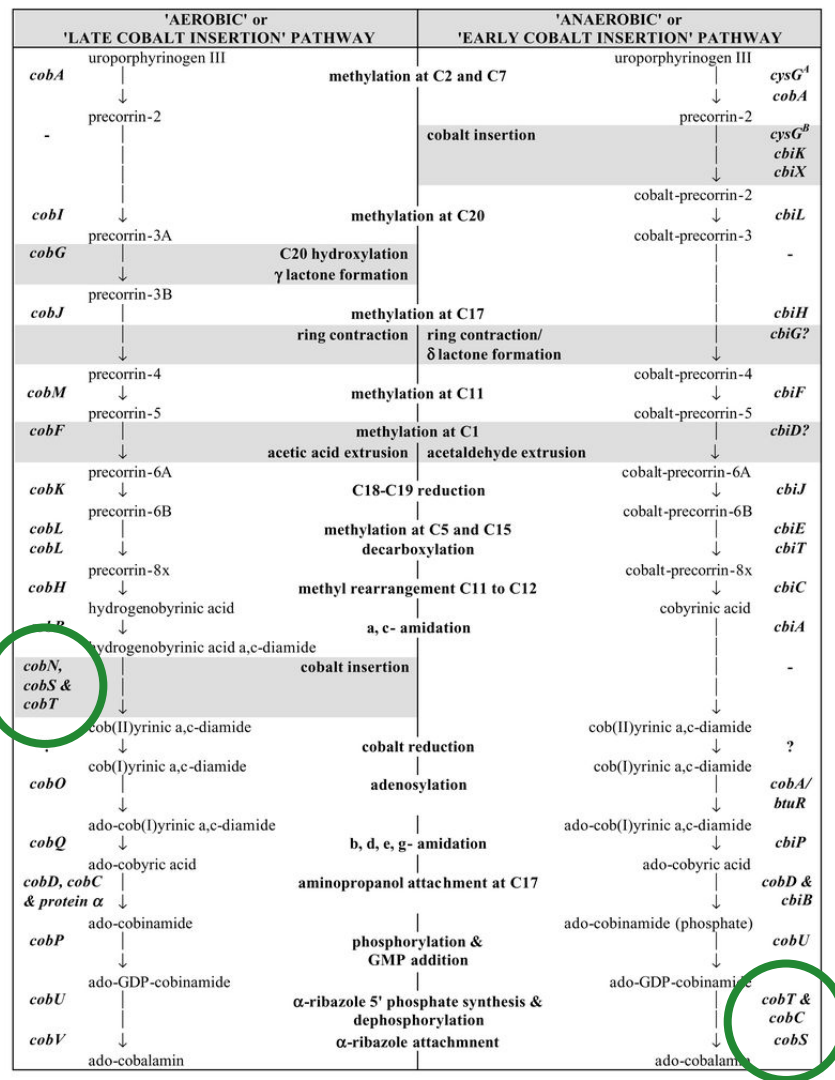 'AEROBIC' or 'ANAEROBIC' or
'LATE COBALT INSERTION' PATHWAY 'EARLY COBALT INSERTION' PATHWAY
uroporphyrinogen III uroporphyrinogen III
cobA methylation at C2 and C7 cysG^A
cobA
precorrin-2 precorrin-2
- cobalt insertion cysG^B
cbiK
cbiX
cobalt-precorrin-2
cobI methylation at C20 cbiL
precorrin-3A cobalt-precorrin-3
cobG C20 hydroxylation -
γ lactone formation
precorrin-3B
cobJ methylation at C17 cbiH
ring contraction ring contraction/ cbiG?
δ lactone formation
precorrin-4 cobalt-precorrin-4
cobM methylation at C11 cbiF
precorrin-5 cobalt-precorrin-5
cobF methylation at C1 cbiD?
acetic acid extrusion acetaldehyde extrusion
precorrin-6A cobalt-precorrin-6A
cobK C18-C19 reduction cbiJ
precorrin-6B cobalt-precorrin-6B
cobL methylation at C5 and C15 cbiE
cobL decarboxylation cbiT
precorrin-8x cobalt-precorrin-8x
cobH methyl rearrangement C11 to C12 cbiC
hydrogenobyrinic acid cobyrinic acid
a, c- amidation cbiA
hydrogenobyrinic acid a,c-diamide
cobN, cobalt insertion -
cobS &
cobT
cob(II)yrinic a,c-diamide cob(II)yrinic a,c-diamide
cobalt reduction ?
cob(I)yrinic a,c-diamide cob(I)yrinic a,c-diamide
cobO adenosylation cobA/
btuR
ado-cob(I)yrinic a,c-diamide ado-cob(I)yrinic a,c-diamide
cobQ b, d, e, g- amidation cbiP
ado-cobyric acid ado-cobyric acid
cobD, cobC aminopropanol attachment at C17 cobD &
& protein α cbiB
ado-cobinamide ado-cobinamide (phosphate)
cobP phosphorylation & cobU
GMP addition
ado-GDP-cobinamide ado-GDP-cobinamide
cobU α-ribazole 5' phosphate synthesis & cobT &
dephosphorylation cobC
cobV α-ribazole attachmnent cobS
ado-cobalamin ado-cobalamin